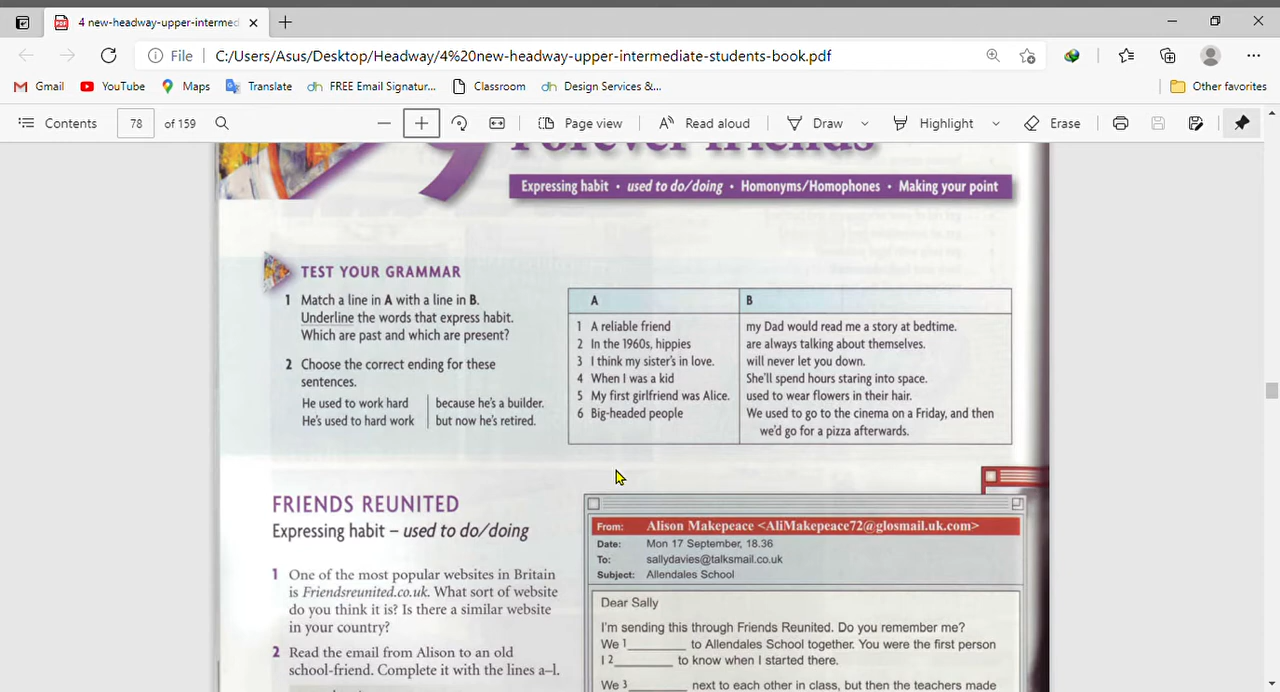 4 new-headway-upper-intermed
File C:/Users/Asus/Desktop/Headway/4%20new-headway-upper-intermediate-students-book.pdf
Gmail YouTube Maps Translate FREE Email Signatur... Classroom Design Services &... Other favorites
Contents 78 of 159 Page view Read aloud Draw Highlight Erase
9 Forever friends
Expressing habit • used to do/doing • Homonyms/Homophones • Making your point
TEST YOUR GRAMMAR
1 Match a line in A with a line in B.
Underline the words that express habit.
Which are past and which are present?
2 Choose the correct ending for these
sentences.
He used to work hard because he's a builder.
He's used to hard work but now he's retired.
A B
1 A reliable friend my Dad would read me a story at bedtime.
2 In the 1960s, hippies are always talking about themselves.
3 I think my sister's in love. will never let you down.
4 When I was a kid She'll spend hours staring into space.
5 My first girlfriend was Alice. used to wear flowers in their hair.
6 Big-headed people We used to go to the cinema on a Friday, and then
we'd go for a pizza afterwards.
FRIENDS REUNITED
Expressing habit – used to do/doing
1 One of the most popular websites in Britain
is Friendsreunited.co.uk. What sort of website
do you think it is? Is there a similar website
in your country?
2 Read the email from Alison to an old
school-friend. Complete it with the lines a–l.
From: Alison Makepeace <AliMakepeace72@glosmail.uk.com>
Date: Mon 17 September, 18.36
To: sallydavies@talksmail.co.uk
Subject: Allendales School
Dear Sally
I'm sending this through Friends Reunited. Do you remember me?
We 1________ to Allendales School together. You were the first person
I 2________ to know when I started there.
We 3________ next to each other in class, but then the teachers made